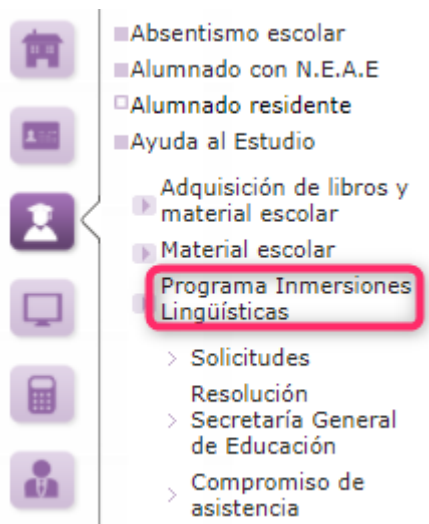 Absentismo escolar
Alumnado con N.E.A.E
Alumnado residente
Ayuda al Estudio
Adquisición de libros y
material escolar
Material escolar
Programa Inmersiones
Lingüísticas
Solicitudes
Resolución
Secretaría General
de Educación
Compromiso de
asistencia